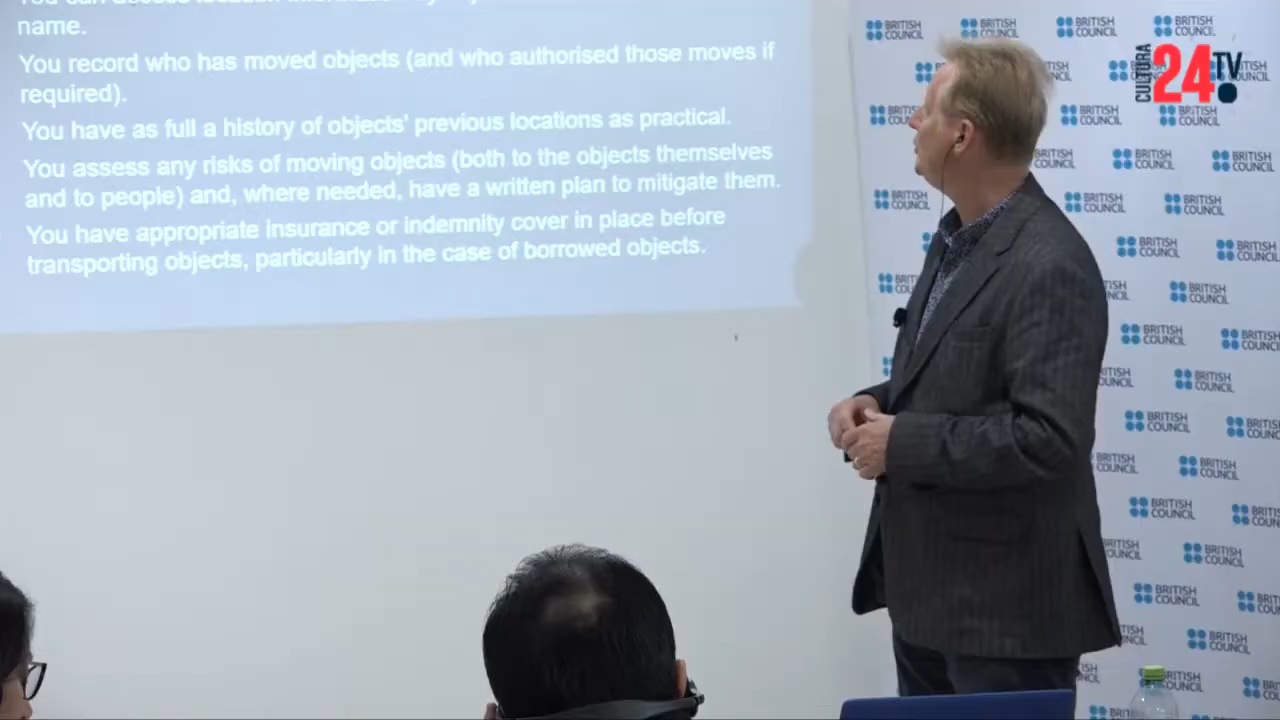 name.
You record who has moved objects (and who authorised those moves if
required).
You have as full a history of objects' previous locations as practical.
You assess any risks of moving objects (both to the objects themselves
and to people) and, where needed, have a written plan to mitigate them.
You have appropriate insurance or indemnity cover in place before
transporting objects, particularly in the case of borrowed objects.
CULTURA
24.TV
BRITISH
COUNCIL